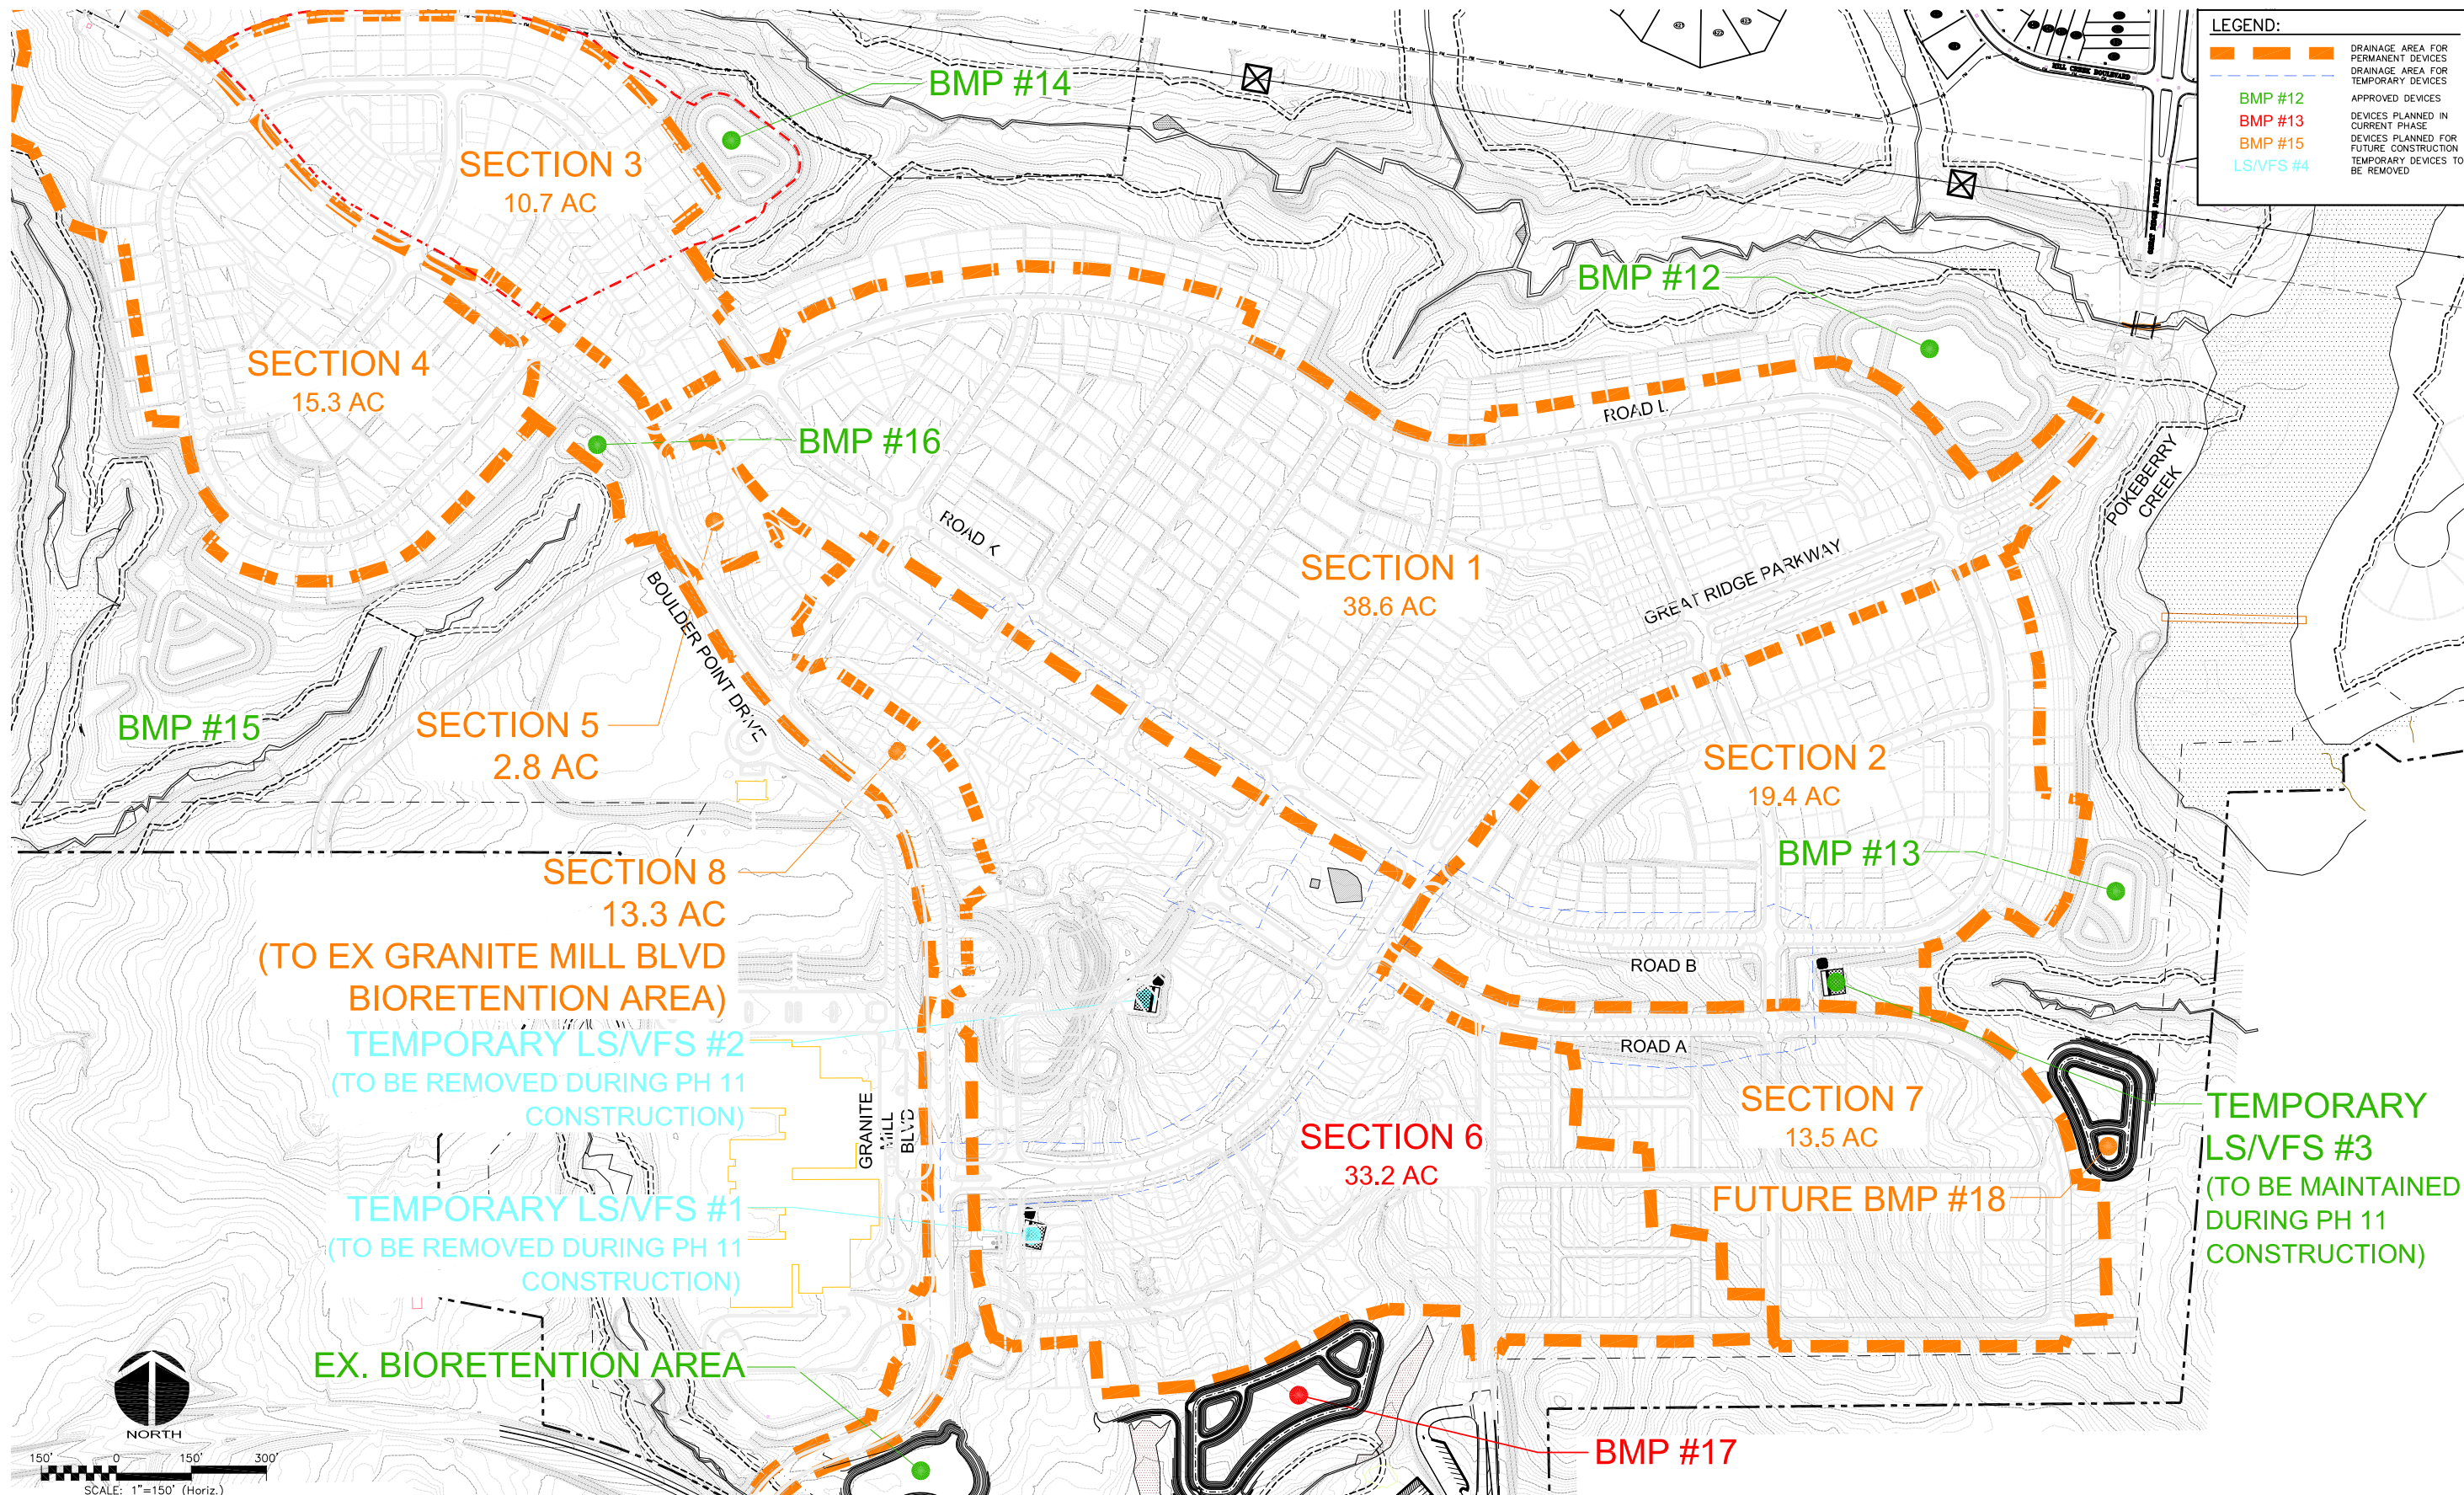 LEGEND:
DRAINAGE AREA FOR
PERMANENT DEVICES
DRAINAGE AREA FOR
TEMPORARY DEVICES
BMP #12
APPROVED DEVICES
BMP #13
DEVICES PLANNED IN
CURRENT PHASE
BMP #15
DEVICES PLANNED FOR
FUTURE CONSTRUCTION
LS/VFS #4
TEMPORARY DEVICES TO
BE REMOVED
HILL CREEK BOULEVARD
GREAT RIDGE PARKWAY
BMP #14
SECTION 3
10.7 AC
BMP #12
SECTION 4
15.3 AC
ROAD L
BMP #16
POKEBERRY
CREEK
ROAD K
SECTION 1
38.6 AC
GREAT RIDGE PARKWAY
BOULDER POINT DRIVE
BMP #15
SECTION 5
2.8 AC
SECTION 2
19.4 AC
BMP #13
SECTION 8
13.3 AC
(TO EX GRANITE MILL BLVD
BIORETENTION AREA)
ROAD B
TEMPORARY LS/VFS #2
(TO BE REMOVED DURING PH 11
CONSTRUCTION)
ROAD A
GRANITE
MILL
BLVD
SECTION 7
13.5 AC
SECTION 6
33.2 AC
TEMPORARY
LS/VFS #3
(TO BE MAINTAINED
DURING PH 11
CONSTRUCTION)
FUTURE BMP #18
TEMPORARY LS/VFS #1
(TO BE REMOVED DURING PH 11
CONSTRUCTION)
EX. BIORETENTION AREA
BMP #17
NORTH
150' 0 150' 300'
SCALE: 1"=150' (Horiz.)